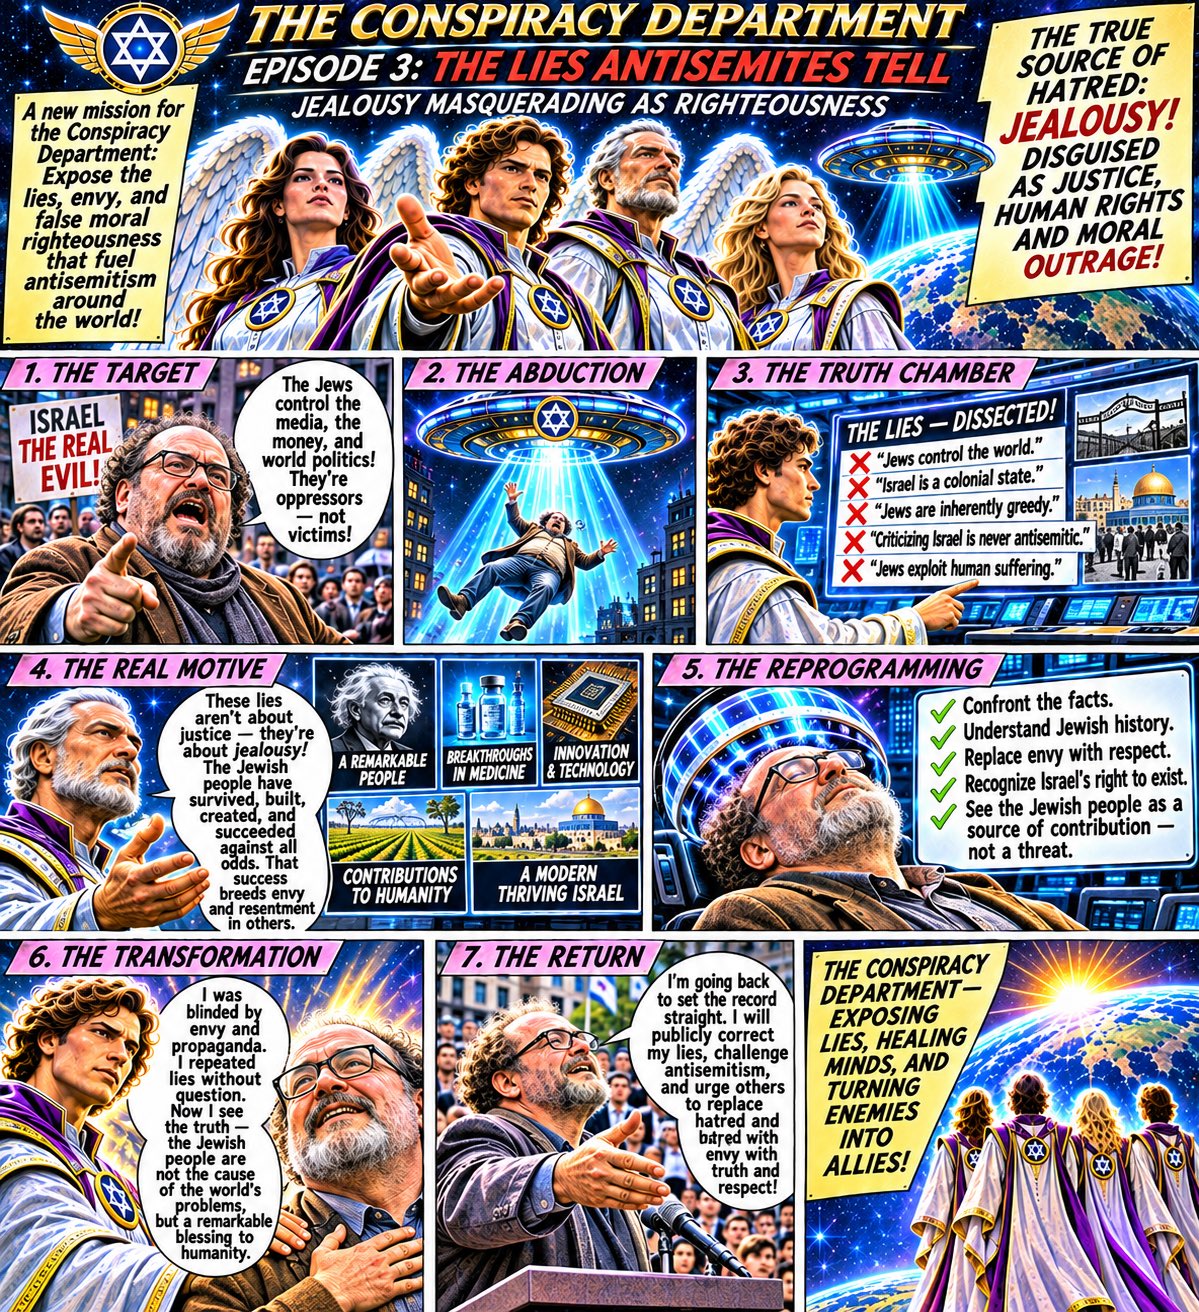 THE CONSPIRACY DEPARTMENT
EPISODE 3: THE LIES ANTISEMITES TELL
JEALOUSY MASQUERADING AS RIGHTEOUSNESS
A new mission for
the Conspiracy
Department:
Expose the
lies, envy, and
false moral
righteousness
that fuel
antisemitism
around
the world!
THE TRUE
SOURCE OF
HATRED:
JEALOUSY!
DISGUISED
AS JUSTICE,
HUMAN RIGHTS
AND MORAL
OUTRAGE!
1. THE TARGET
ISRAEL
THE REAL
EVIL!
The Jews
control the
media, the
money, and
world politics!
They're
oppressors
— not
victims!
2. THE ABDUCTION
3. THE TRUTH CHAMBER
THE LIES — DISSECTED!
"Jews control the world."
"Israel is a colonial state."
"Jews are inherently greedy."
"Criticizing Israel is never antisemitic."
"Jews exploit human suffering."
4. THE REAL MOTIVE
These lies
aren't about
justice — they're
about jealousy!
The Jewish
people have
survived, built,
created, and
succeeded
against all
odds. That
success
breeds envy
and resentment
in others.
A REMARKABLE
PEOPLE
BREAKTHROUGHS
IN MEDICINE
INNOVATION
& TECHNOLOGY
CONTRIBUTIONS
TO HUMANITY
A MODERN
THRIVING ISRAEL
5. THE REPROGRAMMING
Confront the facts.
Understand Jewish history.
Replace envy with respect.
Recognize Israel's right to exist.
See the Jewish people as a
source of contribution —
not a threat.
6. THE TRANSFORMATION
I was
blinded by
envy and
propaganda.
I repeated
lies without
question.
Now I see
the truth —
the Jewish
people are
not the cause
of the world's
problems,
but a remarkable
blessing to
humanity.
7. THE RETURN
I'm going back
to set the record
straight. I will
publicly correct
my lies, challenge
antisemitism,
and urge others
to replace
hatred and
batred with
envy with
truth and
respect!
THE CONSPIRACY
DEPARTMENT—
EXPOSING
LIES, HEALING
MINDS, AND
TURNING
ENEMIES
INTO
ALLIES!